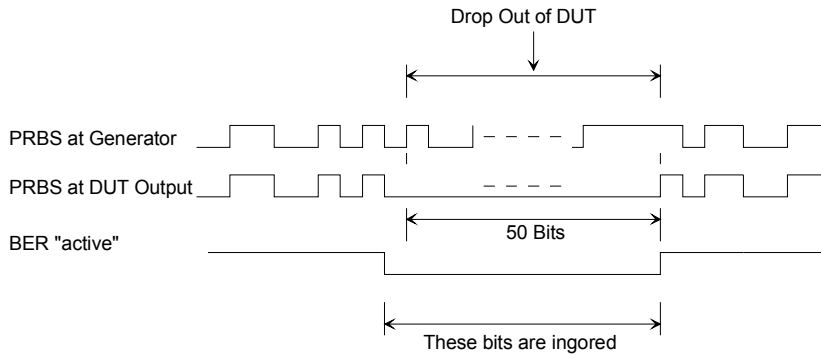 Drop Out of DUT
PRBS at Generator
PRBS at DUT Output
50 Bits
BER "active"
These bits are ingored